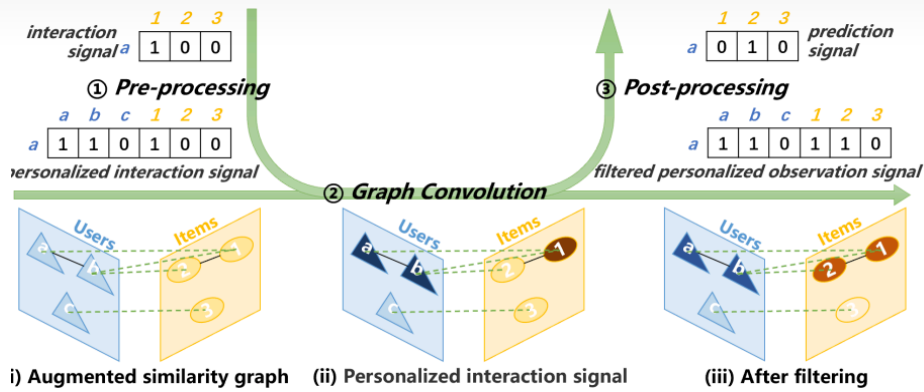 1 2 3
interaction signal a 1 0 0
① Pre-processing
a b c 1 2 3
a 1 1 0 1 0 0
personalized interaction signal
② Graph Convolution
1 2 3
a 0 1 0
prediction signal
③ Post-processing
a b c 1 2 3
a 1 1 0 1 1 0
filtered personalized observation signal
Users
Items
a
b
c
1
2
3
i) Augmented similarity graph
Users
Items
a
b
c
1
2
3
(ii) Personalized interaction signal
Users
Items
a
b
c
1
2
3
(iii) After filtering